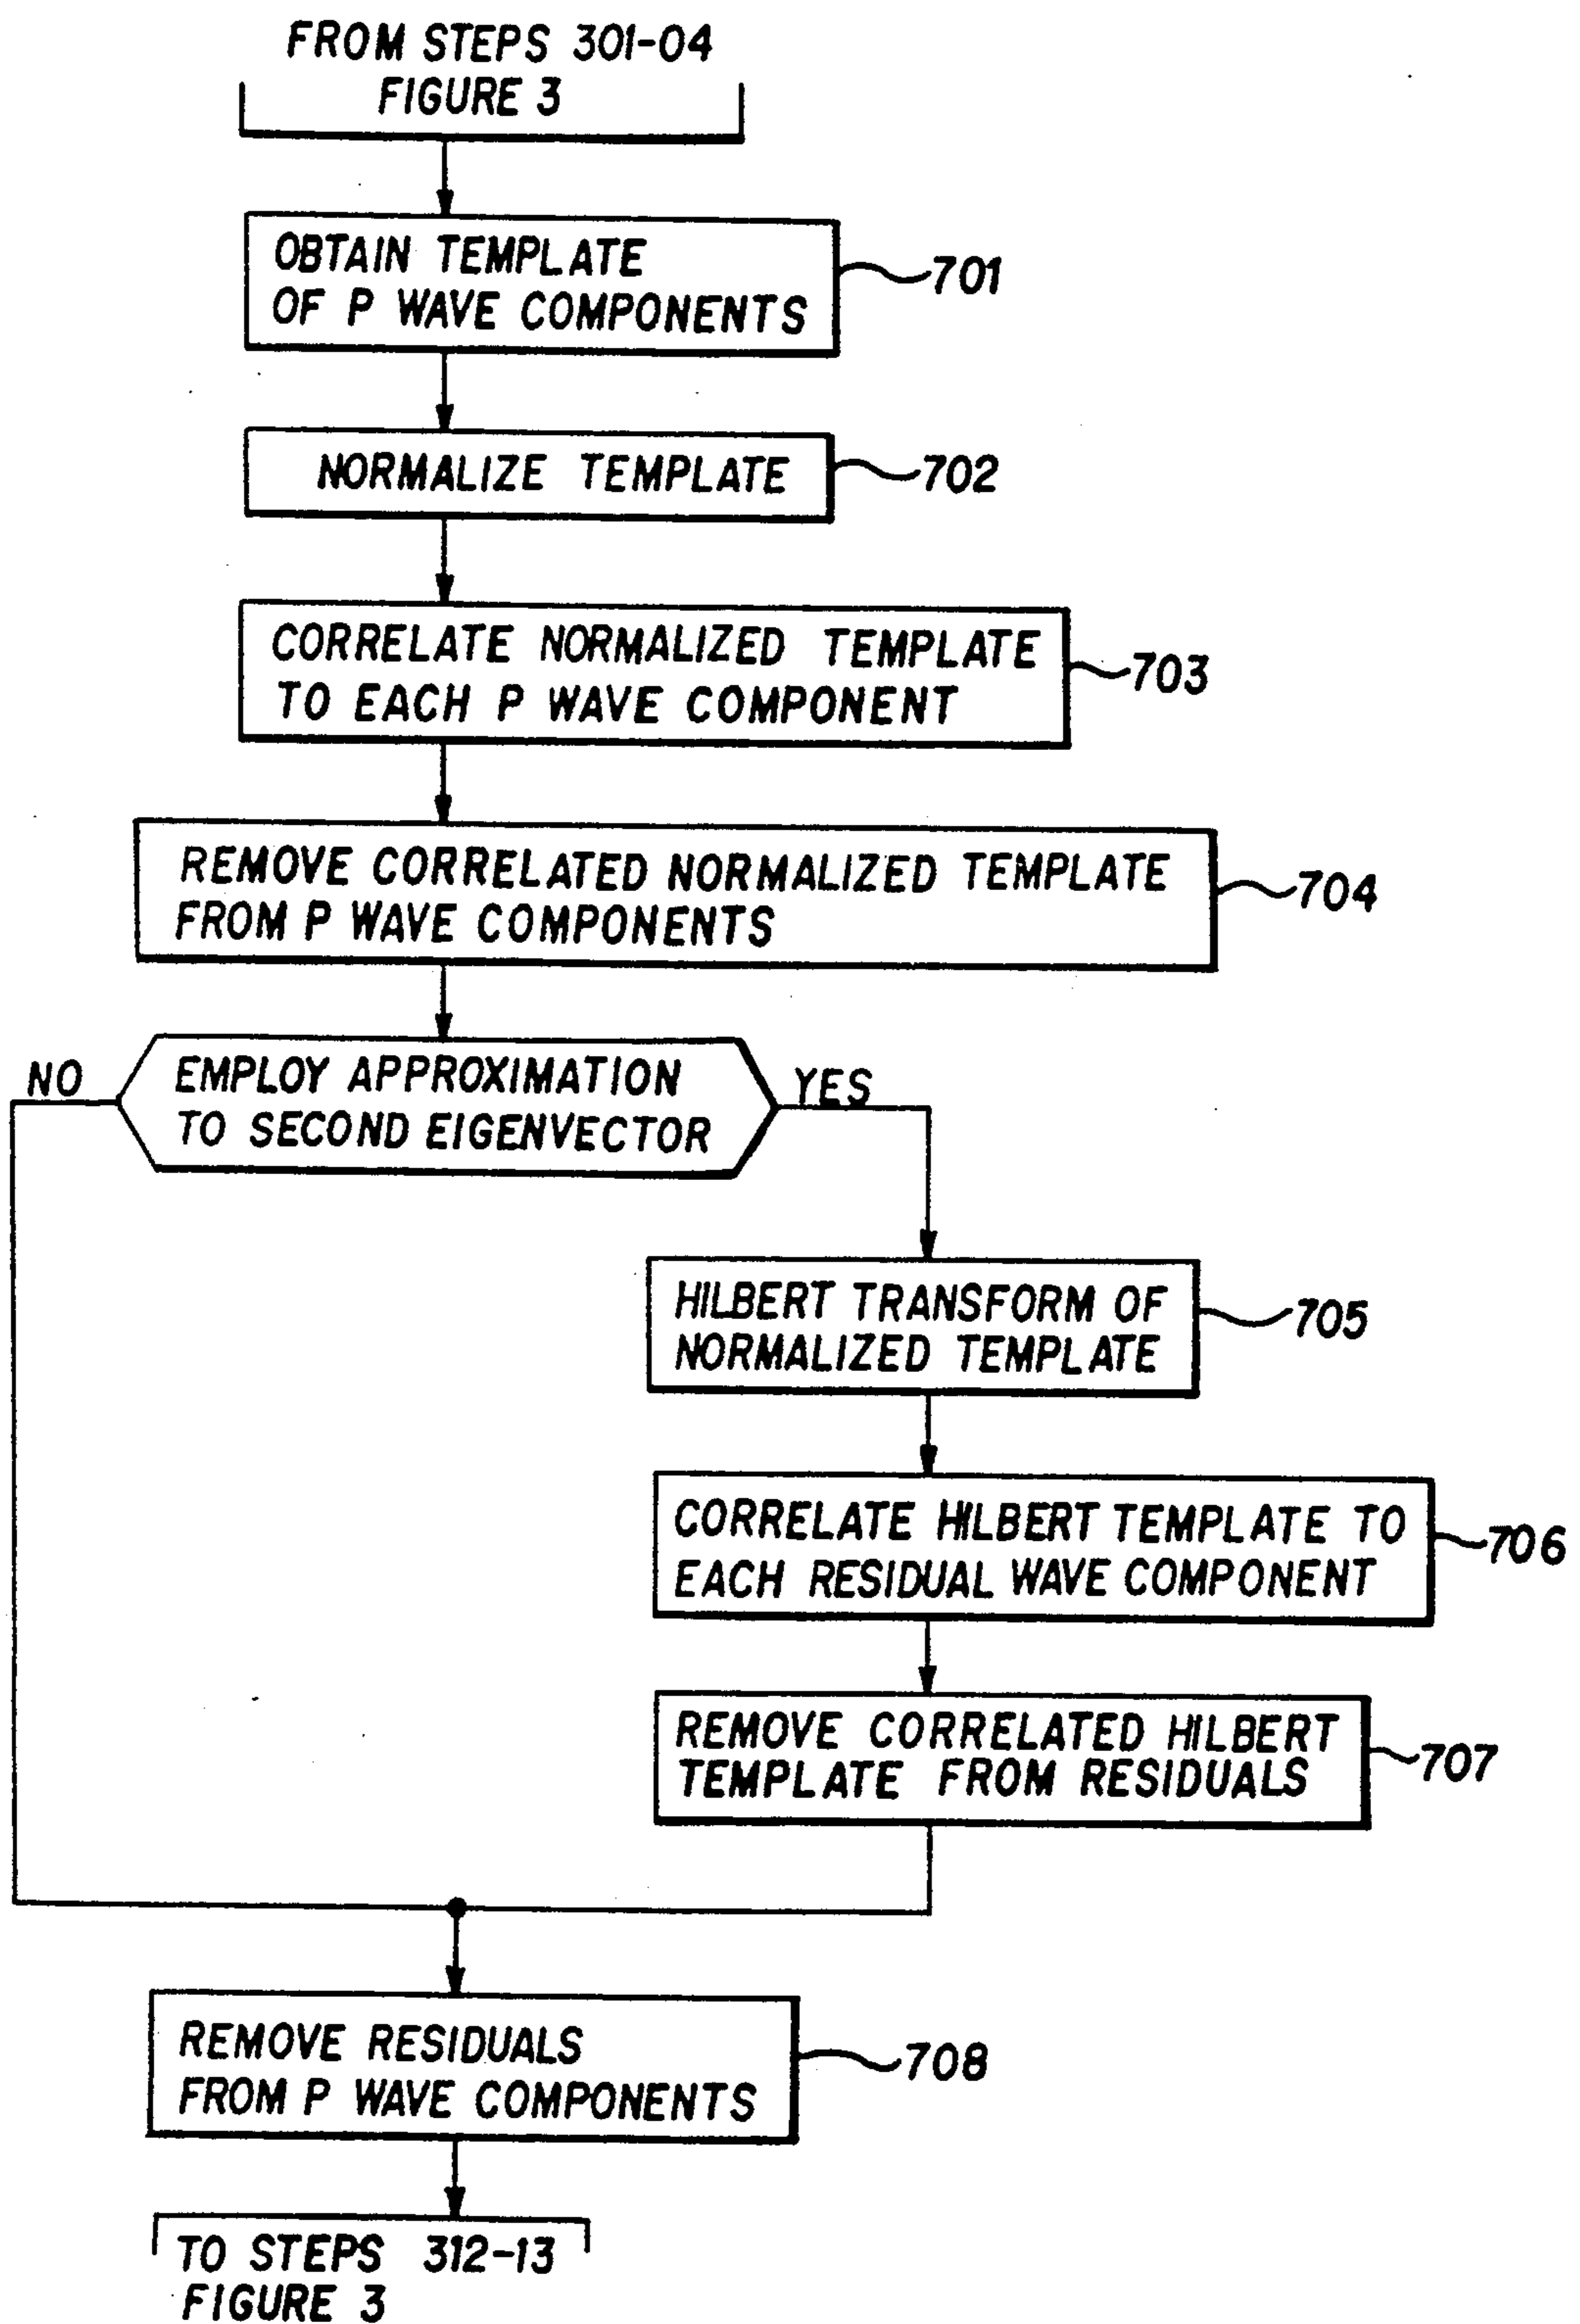 FROM STEPS 301-04
FIGURE 3
OBTAIN TEMPLATE
OF P WAVE COMPONENTS
701
NORMALIZE TEMPLATE
702
CORRELATE NORMALIZED TEMPLATE
TO EACH P WAVE COMPONENT
703
REMOVE CORRELATED NORMALIZED TEMPLATE
FROM P WAVE COMPONENTS
704
NO
EMPLOY APPROXIMATION
TO SECOND EIGENVECTOR
YES
HILBERT TRANSFORM OF
NORMALIZED TEMPLATE
705
CORRELATE HILBERT TEMPLATE TO
EACH RESIDUAL WAVE COMPONENT
706
REMOVE CORRELATED HILBERT
TEMPLATE FROM RESIDUALS
707
REMOVE RESIDUALS
FROM P WAVE COMPONENTS
708
TO STEPS 312-13
FIGURE 3